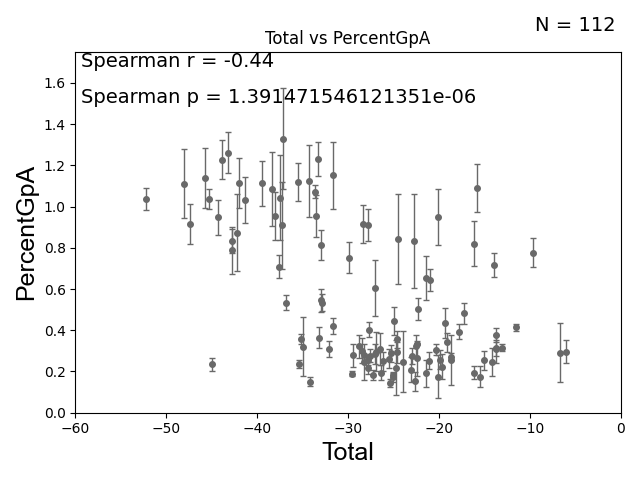 N = 112
Total vs PercentGpA
Spearman r = -0.44
Spearman p = 1.391471546121351e-06
PercentGpA
1.6
1.4
1.2
1.0
0.8
0.6
0.4
0.2
0.0
−60 −50 −40 −30 −20 −10 0
Total